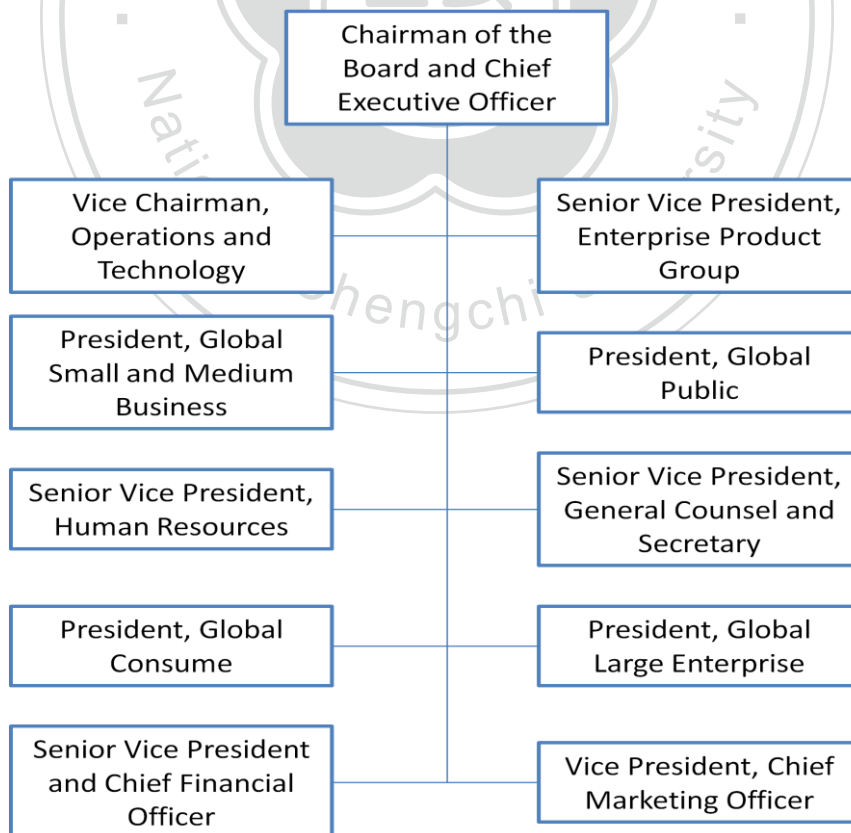 Chairman of the
Board and Chief
Executive Officer
Vice Chairman,
Operations and
Technology
Senior Vice President,
Enterprise Product
Group
President, Global
Small and Medium
Business
President, Global
Public
Senior Vice President,
Human Resources
Senior Vice President,
General Counsel and
Secretary
President, Global
Consume
President, Global
Large Enterprise
Senior Vice President
and Chief Financial
Officer
Vice President, Chief
Marketing Officer